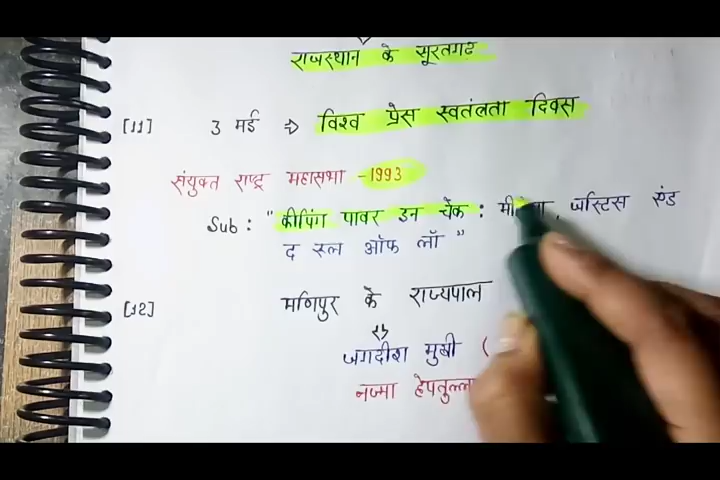 राजस्थान के सूरतगढ़
[11] 3 मई => विश्व प्रेस स्वतंत्रता दिवस
संयुक्त राष्ट्र महासभा - 1993
Sub : " कीपिंग पावर इन चेक : जस्टिस एंड
द रूल ऑफ लॉ "
[12] मणिपुर के राज्यपाल
जगदीश मुखी (
नज्मा हेपतुल्ला